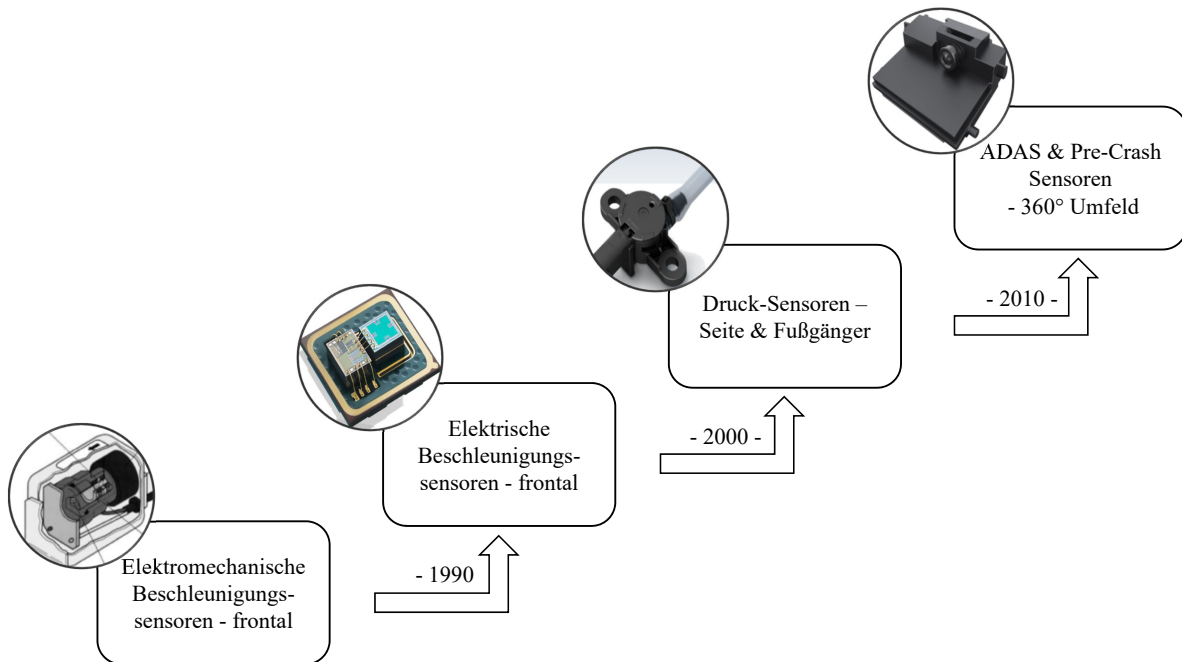 ADAS & Pre-Crash
Sensoren
- 360° Umfeld
- 2010 -
Druck-Sensoren –
Seite & Fußgänger
- 2000 -
Elektrische
Beschleunigungs-
sensoren - frontal
- 1990
Elektromechanische
Beschleunigungs-
sensoren - frontal